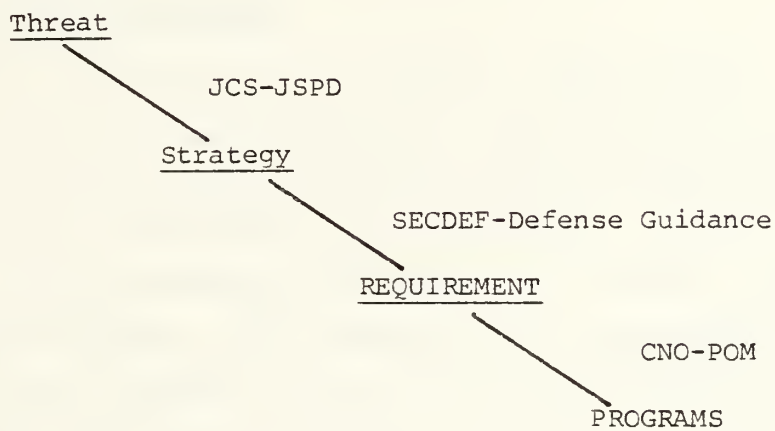 Threat
JCS-JSPD
Strategy
SECDEF-Defense Guidance
REQUIREMENT
CNO-POM
PROGRAMS